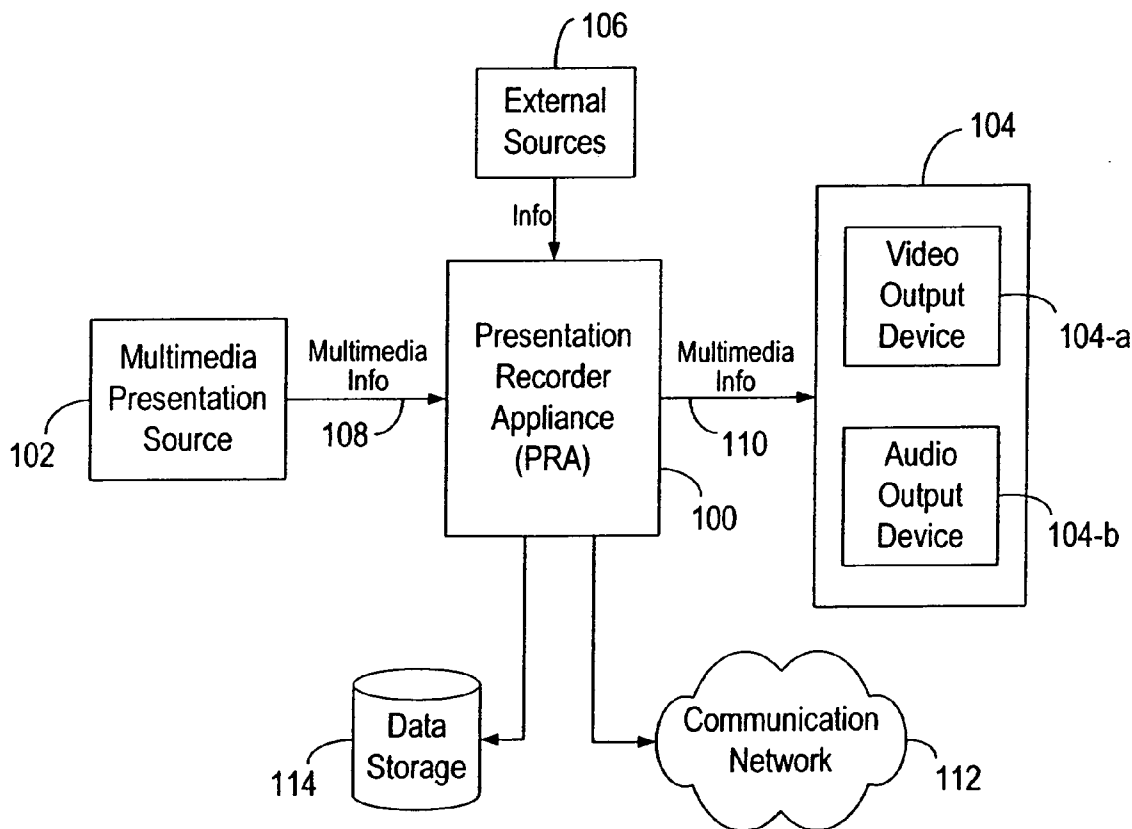 106
External
Sources
Info
104
Video
Output
Device
104-a
Multimedia
Presentation
Source
102
Multimedia
Info
108
Presentation
Recorder
Appliance
(PRA)
100
Multimedia
Info
110
Audio
Output
Device
104-b
Data
Storage
114
Communication
Network
112